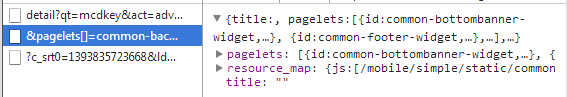 detail?qt=mcdkey&act=adv...
&pagelets[]=common-bac...
?c_srt0=1393835723668&ld...
▼{title:, pagelets:[{id:common-bottombanner-
widget,…}, {id:common-footer-widget,…},…],…}
▶ pagelets: [{id:common-bottombanner-widget,…}, {
▶ resource_map: {js:[/mobile/simple/static/common
title: ""